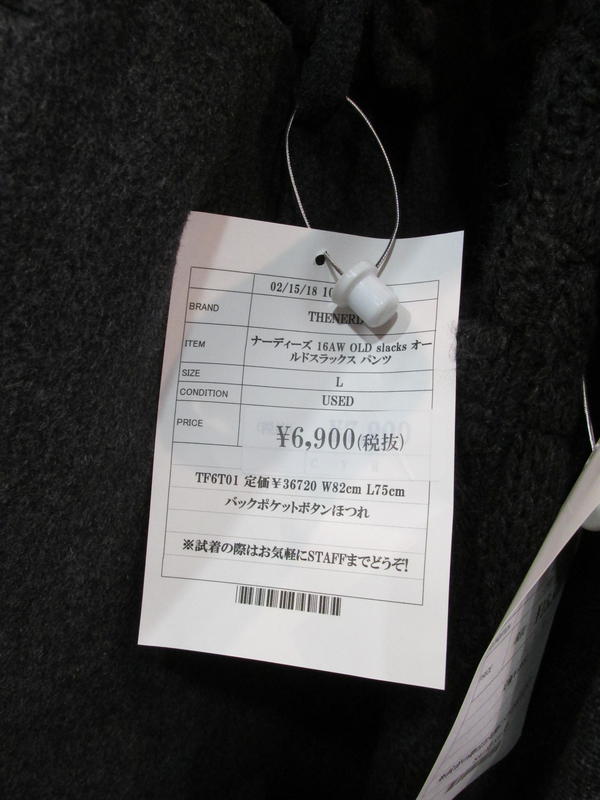 02/15/18 10
BRAND
THENERD
ITEM
ナーディーズ 16AW OLD slacks オー
ルドスラックス パンツ
SIZE
L
CONDITION
USED
PRICE
¥6,900(税抜)
TF6T01 定価¥36720 W82cm L75cm
バックポケットボタンほつれ
※試着の際はお気軽にSTAFFまでどうぞ!